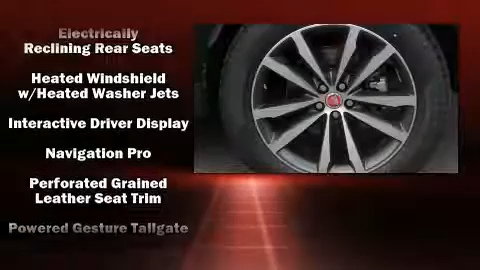 Electrically
Reclining Rear Seats
Heated Windshield
w/Heated Washer Jets
Interactive Driver Display
Navigation Pro
Perforated Grained
Leather Seat Trim
Powered Gesture Tailgate